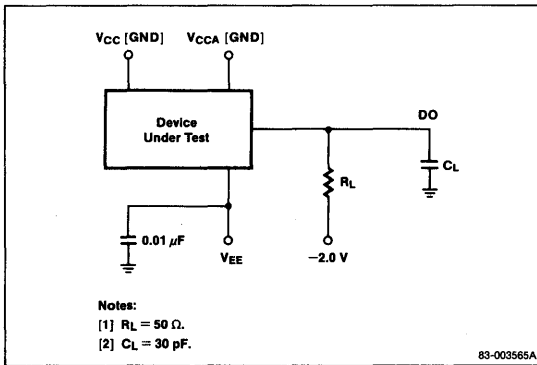 VCC [GND] VCCA [GND]
Device
Under Test
DO
CL
RL
0.01 µF
VEE
−2.0 V
Notes:
[1] RL = 50 Ω.
[2] CL = 30 pF.
83-003565A